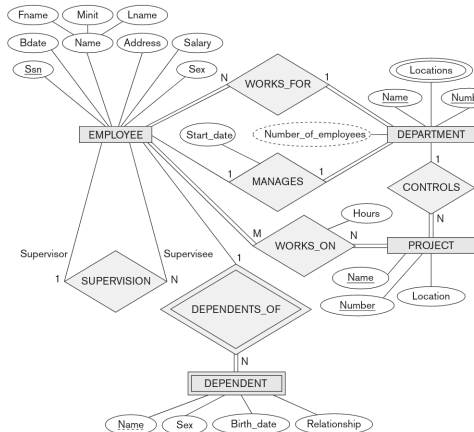 Fname Minit Lname
Bdate Name Address Salary
Ssn Sex
Locations
N WORKS_FOR 1
Name
Start_date Number_of_employees
EMPLOYEE DEPARTMENT
1 MANAGES 1
1
CONTROLS
Hours
M WORKS_ON N
N
PROJECT
Supervisor Supervisee
1 SUPERVISION N
1
Name
Number Location
DEPENDENTS_OF
N
DEPENDENT
Name Sex Birth_date Relationship